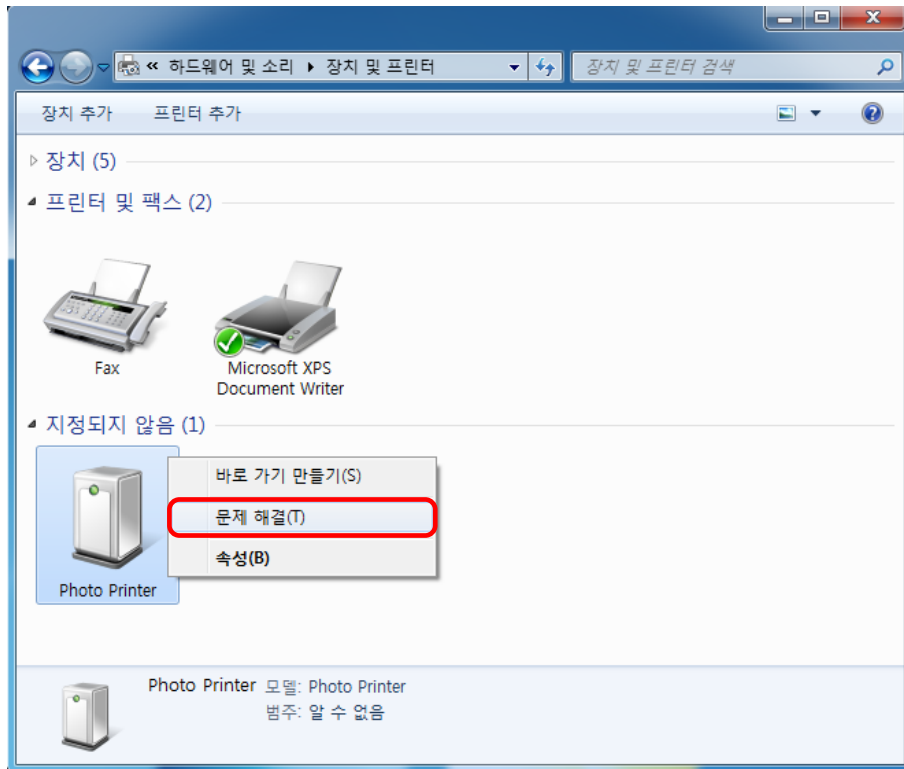 « 하드웨어 및 소리 ▸ 장치 및 프린터
장치 및 프린터 검색
장치 추가 프린터 추가
장치 (5)
프린터 및 팩스 (2)
Fax
Microsoft XPS
Document Writer
지정되지 않음 (1)
바로 가기 만들기(S)
문제 해결(T)
속성(B)
Photo Printer
Photo Printer 모델: Photo Printer
범주: 알 수 없음